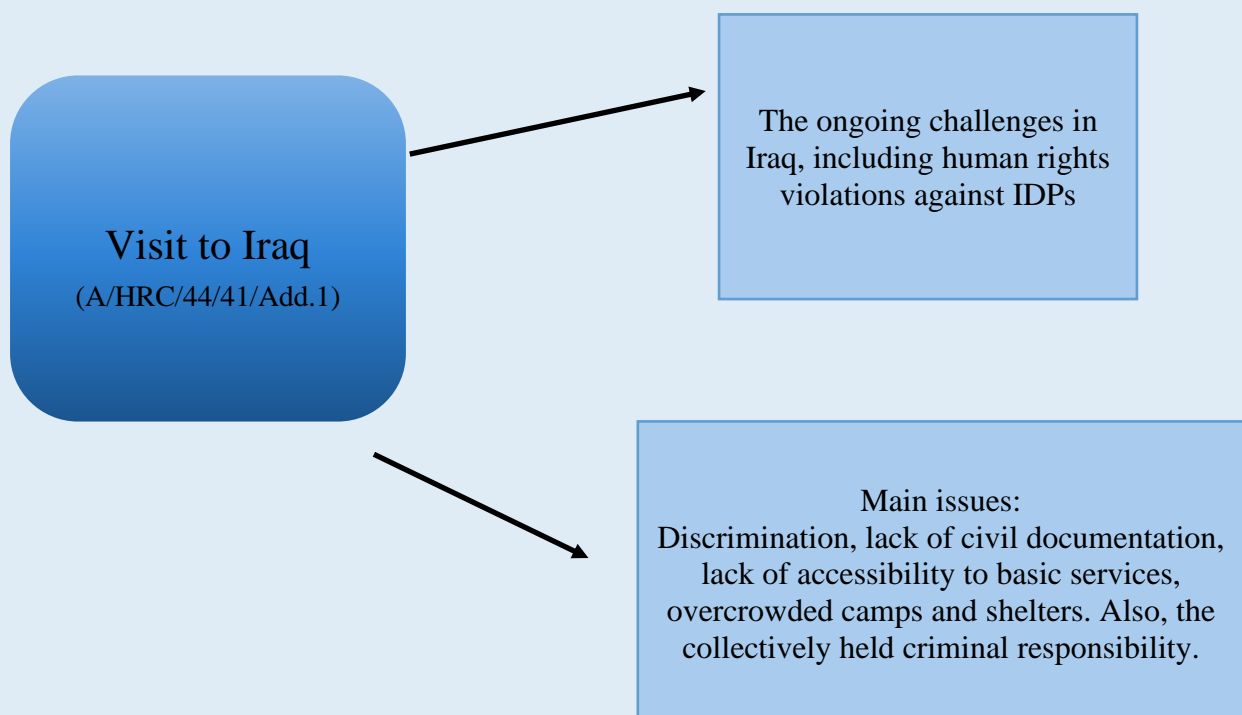 Visit to Iraq
(A/HRC/44/41/Add.1)
The ongoing challenges in
Iraq, including human rights
violations against IDPs
Main issues:
Discrimination, lack of civil documentation,
lack of accessibility to basic services,
overcrowded camps and shelters. Also, the
collectively held criminal responsibility.